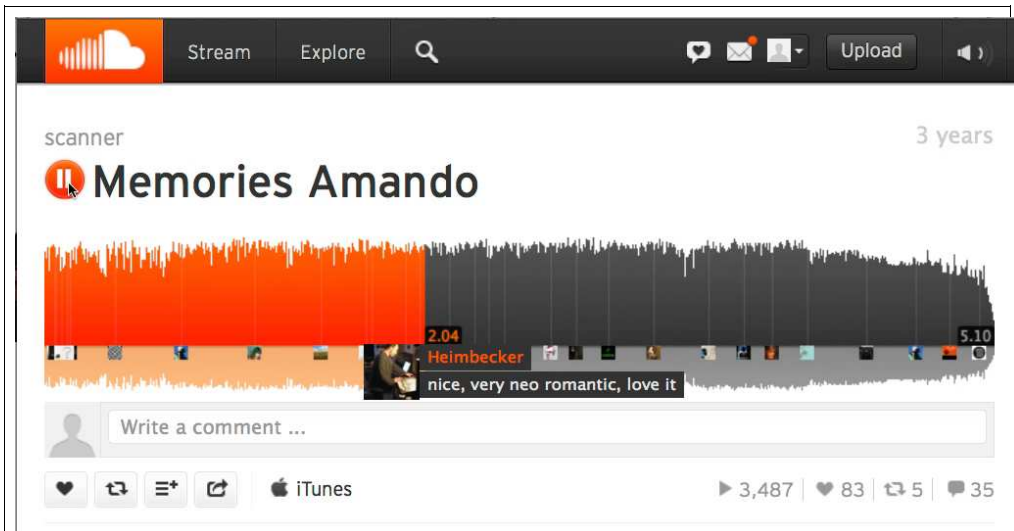 Stream Explore Upload
scanner 3 years
Memories Amando
2.04 5.10
Heimbecker
nice, very neo romantic, love it
Write a comment ...
iTunes 3,487 83 5 35